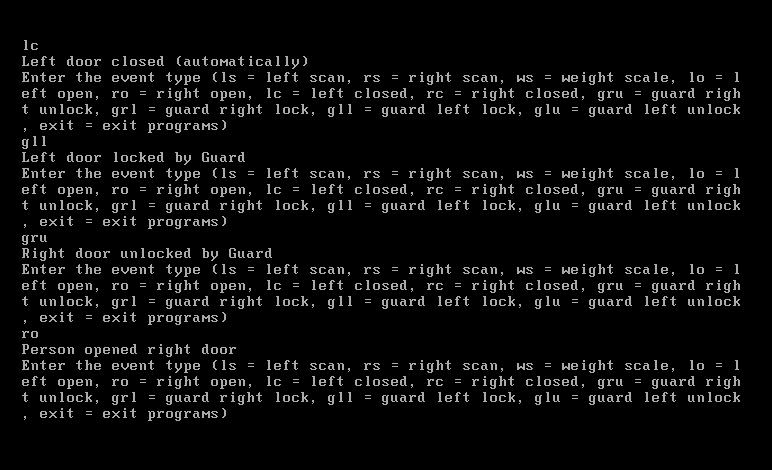 lc
Left door closed (automatically)
Enter the event type (ls = left scan, rs = right scan, ws = weight scale, lo = l
eft open, ro = right open, lc = left closed, rc = right closed, gru = guard righ
t unlock, grl = guard right lock, gll = guard left lock, glu = guard left unlock
, exit = exit programs)
gll
Left door locked by Guard
Enter the event type (ls = left scan, rs = right scan, ws = weight scale, lo = l
eft open, ro = right open, lc = left closed, rc = right closed, gru = guard righ
t unlock, grl = guard right lock, gll = guard left lock, glu = guard left unlock
, exit = exit programs)
gru
Right door unlocked by Guard
Enter the event type (ls = left scan, rs = right scan, ws = weight scale, lo = l
eft open, ro = right open, lc = left closed, rc = right closed, gru = guard righ
t unlock, grl = guard right lock, gll = guard left lock, glu = guard left unlock
, exit = exit programs)
ro
Person opened right door
Enter the event type (ls = left scan, rs = right scan, ws = weight scale, lo = l
eft open, ro = right open, lc = left closed, rc = right closed, gru = guard righ
t unlock, grl = guard right lock, gll = guard left lock, glu = guard left unlock
, exit = exit programs)